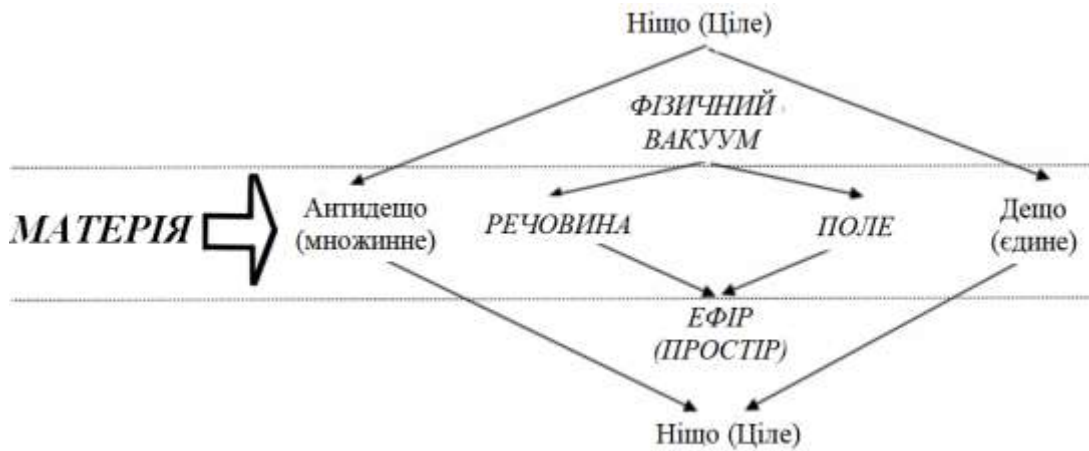 Ніщо (Ціле)
ФІЗИЧНИЙ
ВАКУУМ
МАТЕРІЯ
Антидещо
(множинне)
РЕЧОВИНА
ПОЛЕ
Дещо
(єдине)
ЕФІР
(ПРОСТІР)
Ніщо (Ціле)